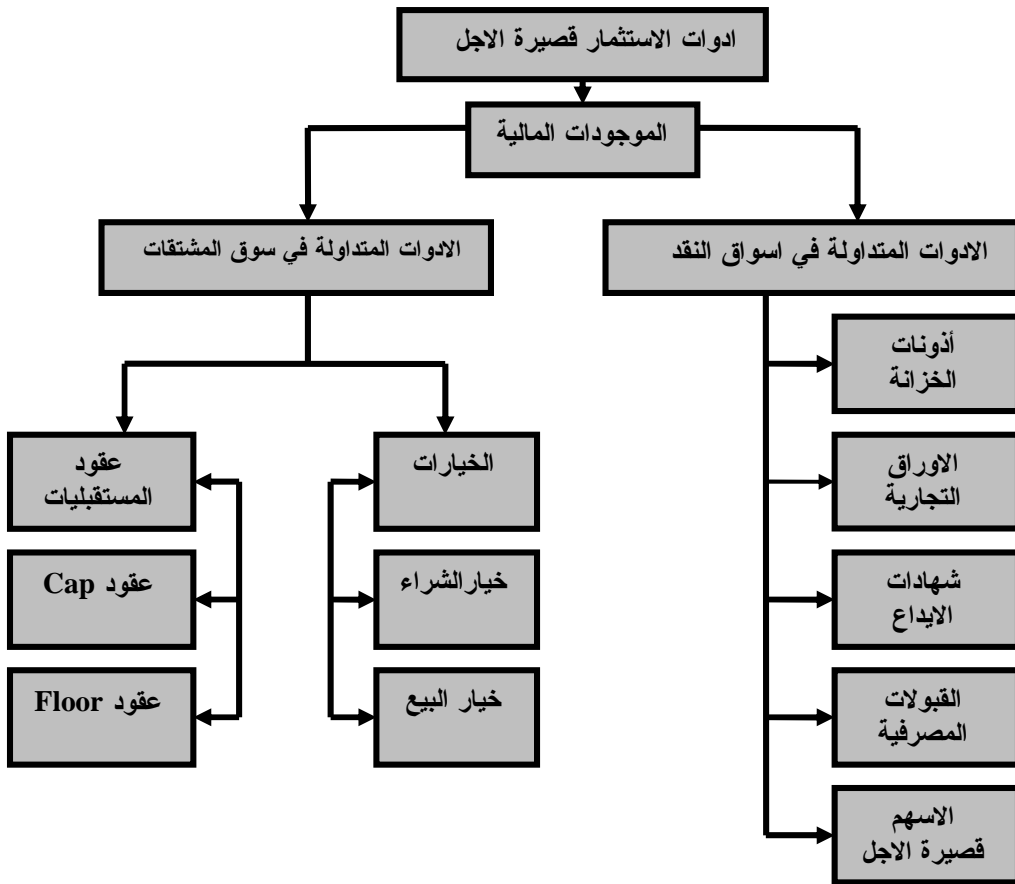 ادوات الاستثمار قصيرة الاجل
الموجودات المالية
الادوات المتداولة في اسواق النقد
الادوات المتداولة في سوق المشتقات
أذونات
الخزانة
الاوراق
التجارية
شهادات
الايداع
القبولات
المصرفية
الاسهم
قصيرة الاجل
الخيارات
خيارالشراء
خيار البيع
عقود
المستقبليات
عقود Cap
عقود Floor